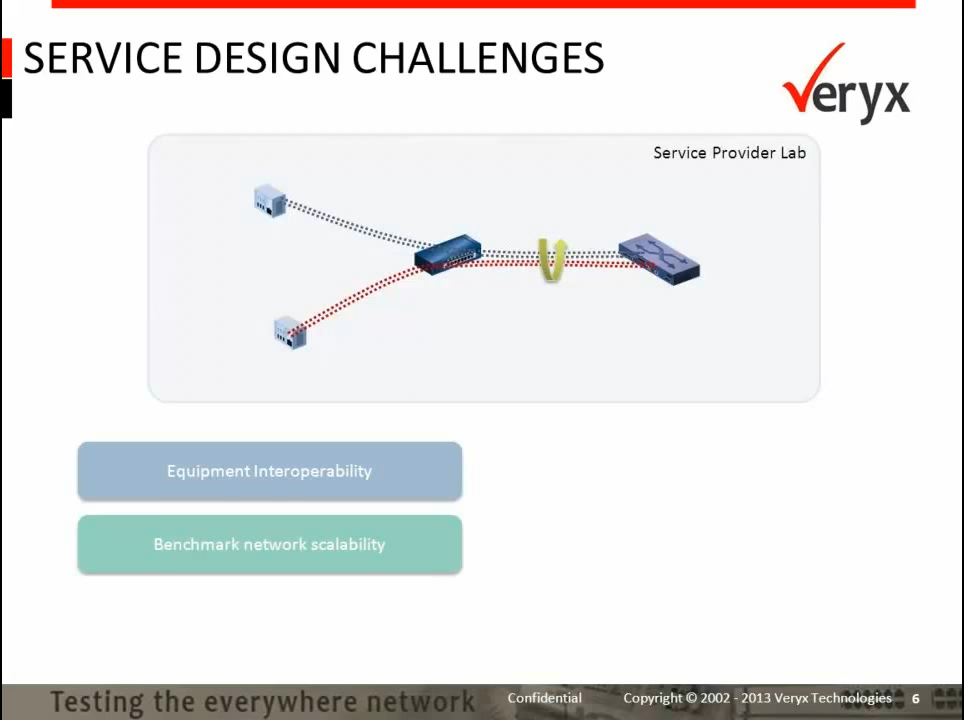 SERVICE DESIGN CHALLENGES
veryx
Service Provider Lab
Equipment Interoperability
Benchmark network scalability
Testing the everywhere network
Confidential
Copyright © 2002 - 2013 Veryx Technologies
6